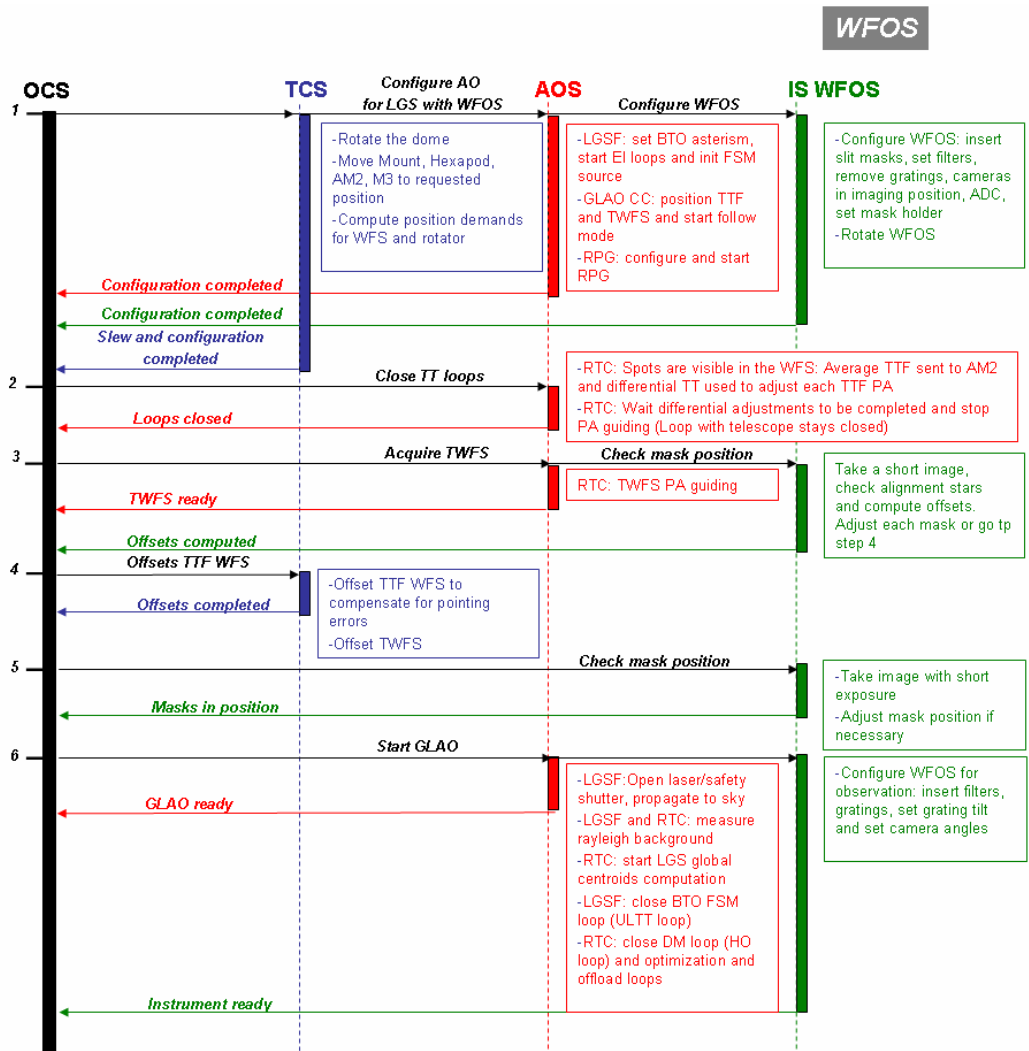 WFOS
OCS
TCS
Configure AO
for LGS with WFOS
AOS
Configure WFOS
IS WFOS
1
-Rotate the dome
-Move Mount, Hexapod,
AM2, M3 to requested
position
-Compute position demands
for WFS and rotator
-LGSF: set BTO asterism,
start EI loops and init FSM
source
-GLAO CC: position TTF
and TWFS and start follow
mode
-RPG: configure and start
RPG
-Configure WFOS: insert
slit masks, set filters,
remove gratings, cameras
in imaging position, ADC,
set mask holder
-Rotate WFOS
Configuration completed
Configuration completed
Slew and configuration
completed
2
Close TT loops
-RTC: Spots are visible in the WFS: Average TTF sent to AM2
and differential TT used to adjust each TTF PA
-RTC: Wait differential adjustments to be completed and stop
PA guiding (Loop with telescope stays closed)
Loops closed
3
Acquire TWFS
Check mask position
RTC: TWFS PA guiding
Take a short image,
check alignment stars
and compute offsets.
Adjust each mask or go tp
step 4
TWFS ready
Offsets computed
4
Offsets TTF WFS
-Offset TTF WFS to
compensate for pointing
errors
-Offset TWFS
Offsets completed
5
Check mask position
-Take image with short
exposure
-Adjust mask position if
necessary
Masks in position
6
Start GLAO
-LGSF:Open laser/safety
shutter, propagate to sky
-LGSF and RTC: measure
rayleigh background
-RTC: start LGS global
centroids computation
-LGSF: close BTO FSM
loop (ULTT loop)
-RTC: close DM loop (HO
loop) and optimization and
offload loops
-Configure WFOS for
observation: insert filters,
gratings, set grating tilt
and set camera angles
GLAO ready
Instrument ready